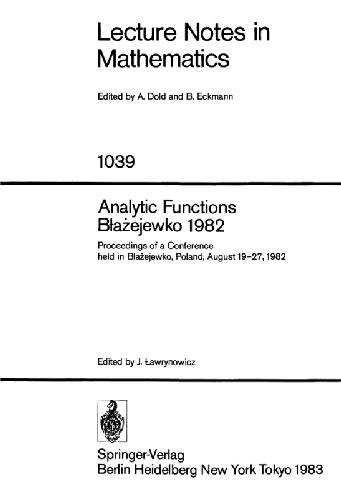 Lecture Notes in
Mathematics
Edited by A. Dold and B. Eckmann
1039
Analytic Functions
Błażejewko 1982
Proceedings of a Conference
held in Błażejewko, Poland, August 19-27, 1982
Edited by J. Ławrynowicz
Springer-Verlag
Berlin Heidelberg New York Tokyo 1983